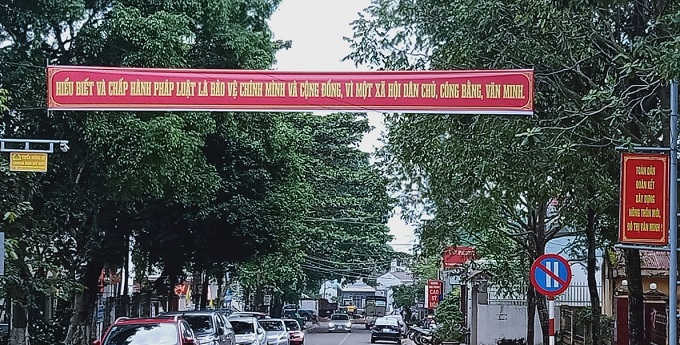 HIỂU BIẾT VÀ CHẤP HÀNH PHÁP LUẬT LÀ BẢO VỆ CHÍNH MÌNH VÀ CỘNG ĐỒNG, VÌ MỘT XÃ HỘI DÂN CHỦ, CÔNG BẰNG, VĂN MINH.
TOÀN DÂN
ĐOÀN KẾT
XÂY DỰNG
NÔNG THÔN MỚI,
ĐÔ THỊ VĂN MINH !